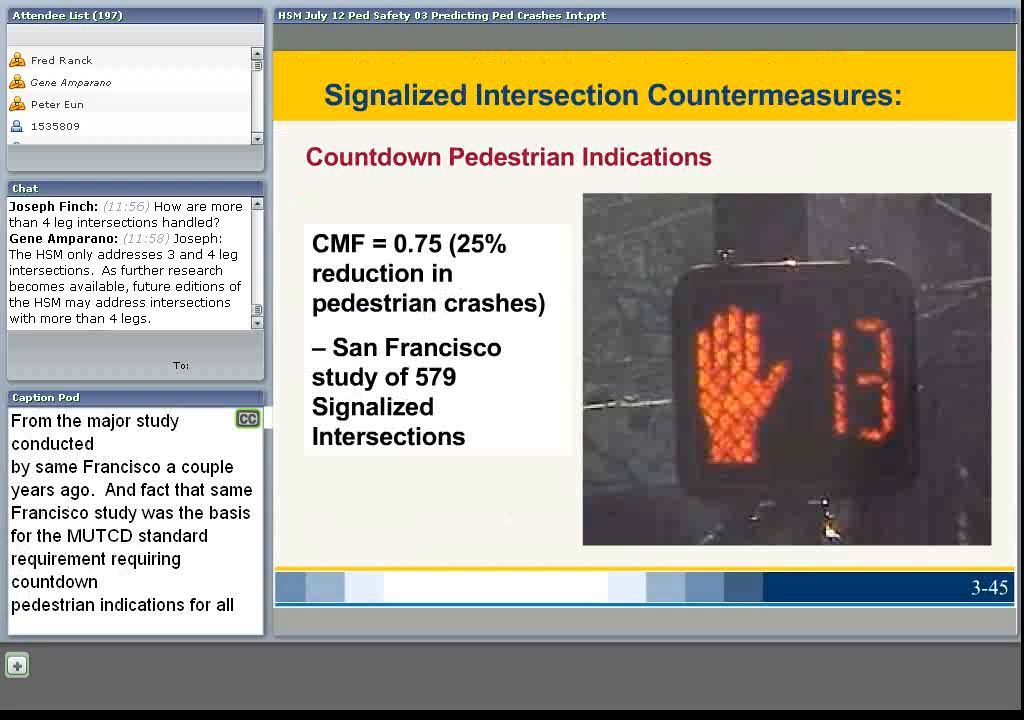 Attendee List (197)
Fred Ranck
Gene Amparano
Peter Eun
1535809
Chat
Joseph Finch: (11:56) How are more
than 4 leg intersections handled?
Gene Amparano: (11:58) Joseph:
The HSM only addresses 3 and 4 leg
intersections. As further research
becomes available, future editions of
the HSM may address intersections
with more than 4 legs.
To:
Caption Pod
CC
From the major study
conducted
by same Francisco a couple
years ago. And fact that same
Francisco study was the basis
for the MUTCD standard
requirement requiring
countdown
pedestrian indications for all
HSM July 12 Ped Safety 03 Predicting Ped Crashes Int.ppt
Signalized Intersection Countermeasures:
Countdown Pedestrian Indications
CMF = 0.75 (25%
reduction in
pedestrian crashes)
– San Francisco
study of 579
Signalized
Intersections
13
3-45